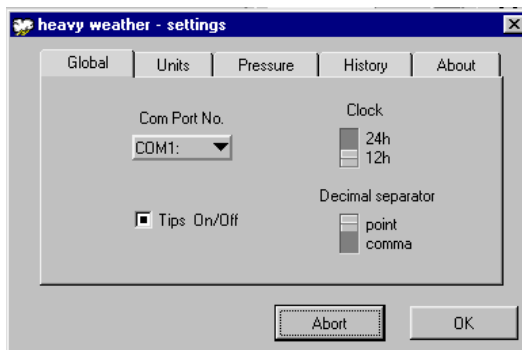 heavy weather - settings
Global Units Pressure History About
Com Port No.
COM1:
Clock
24h
12h
Tips On/Off
Decimal separator
point
comma
Abort OK